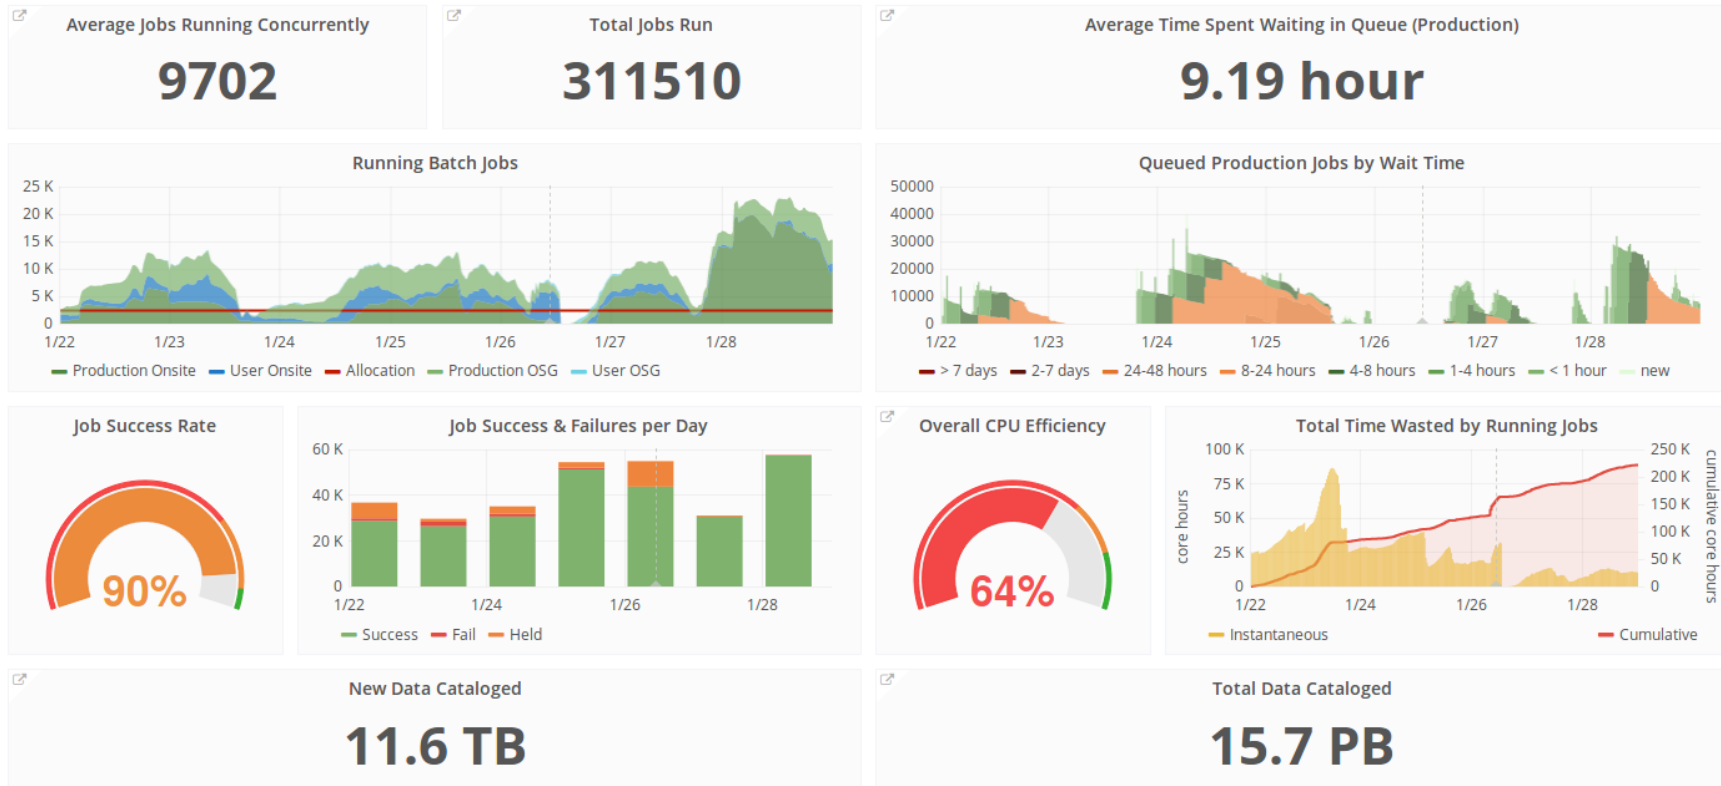 Average Jobs Running Concurrently
9702
Total Jobs Run
311510
Average Time Spent Waiting in Queue (Production)
9.19 hour
Running Batch Jobs
25 K
20 K
15 K
10 K
5 K
0
1/22 1/23 1/24 1/25 1/26 1/27 1/28
Production Onsite User Onsite Allocation Production OSG User OSG
Queued Production Jobs by Wait Time
50000
40000
30000
20000
10000
0
1/22 1/23 1/24 1/25 1/26 1/27 1/28
> 7 days 2-7 days 24-48 hours 8-24 hours 4-8 hours 1-4 hours < 1 hour new
Job Success Rate
90%
Job Success & Failures per Day
60 K
40 K
20 K
0
1/22 1/24 1/26 1/28
Success Fail Held
Overall CPU Efficiency
64%
Total Time Wasted by Running Jobs
core hours
100 K
75 K
50 K
25 K
0
250 K
200 K
150 K
100 K
50 K
0
cumulative core hours
1/22 1/24 1/26 1/28
Instantaneous Cumulative
New Data Cataloged
11.6 TB
Total Data Cataloged
15.7 PB